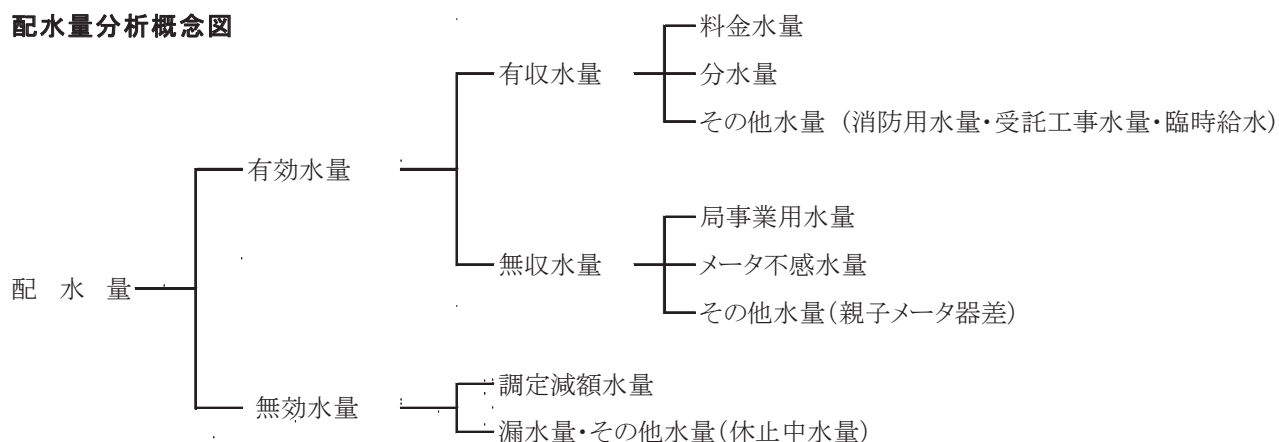 配水量分析概念図
料金水量
有収水量
分水量
その他水量 (消防用水量・受託工事水量・臨時給水)
有効水量
局事業用水量
無収水量
メータ不感水量
配 水 量
その他水量(親子メータ器差)
調定減額水量
無効水量
漏水量・その他水量(休止中水量)